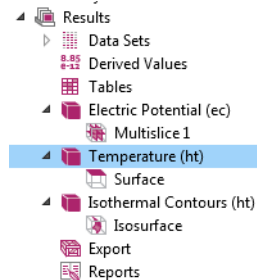 Results
Data Sets
8.85
e-12 Derived Values
Tables
Electric Potential (ec)
Multislice 1
Temperature (ht)
Surface
Isothermal Contours (ht)
Isosurface
Export
Reports